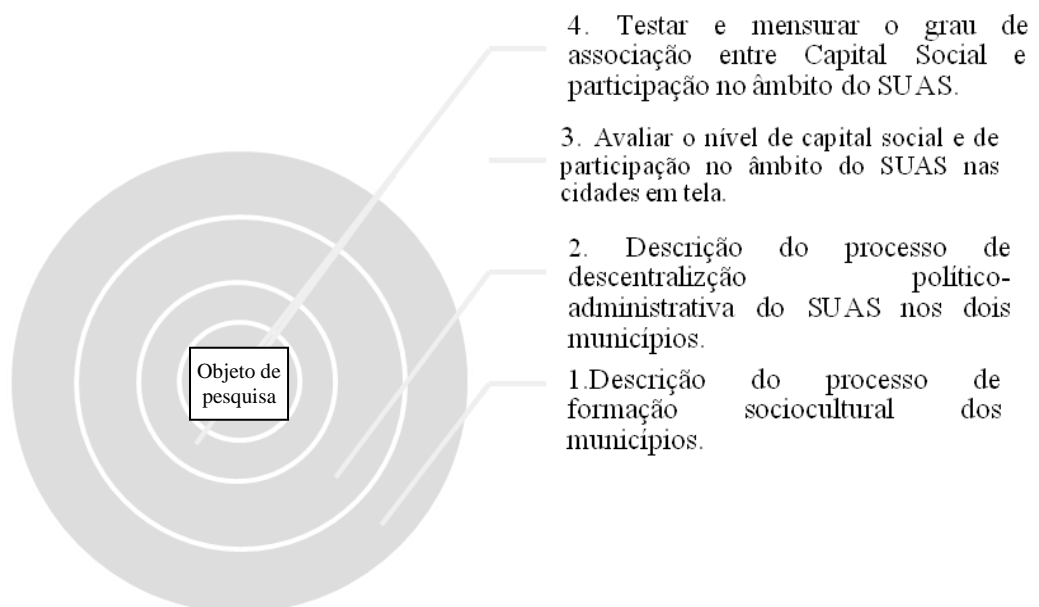 4. Testar e mensurar o grau de
associação entre Capital Social e
participação no âmbito do SUAS.
3. Avaliar o nível de capital social e de
participação no âmbito do SUAS nas
cidades em tela.
2. Descrição do processo de
descentralizção político-
administrativa do SUAS nos dois
municípios.
1.Descrição do processo de
formação sociocultural dos
municípios.
Objeto de
pesquisa